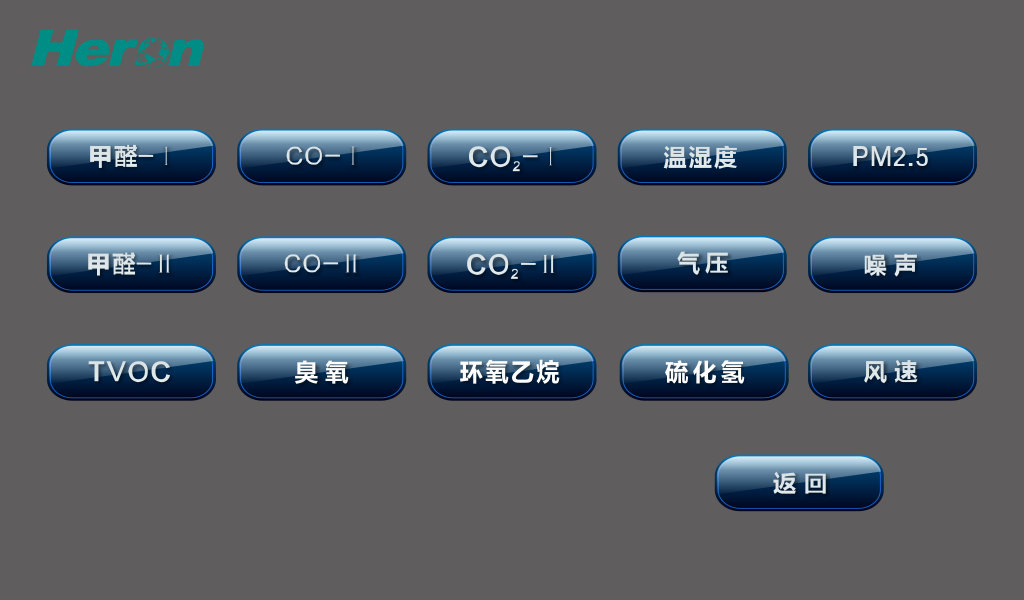 Heron
甲醛-Ⅰ
CO-Ⅰ
CO₂-Ⅰ
温湿度
PM2.5
甲醛-Ⅱ
CO-Ⅱ
CO₂-Ⅱ
气压
噪声
TVOC
臭氧
环氧乙烷
硫化氢
风速
返回